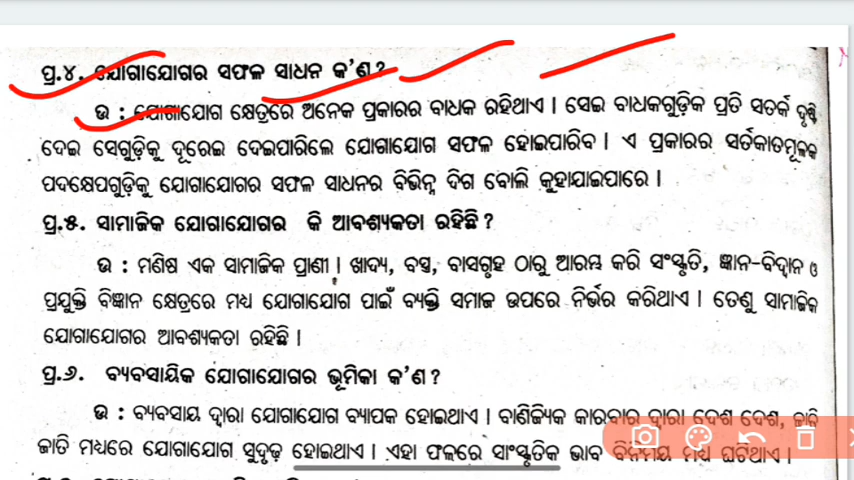 ପ୍ର.୪. ଯୋଗାଯୋଗର ସଫଳ ସାଧନ କ'ଣ?
ଉ : ଯୋଗାଯୋଗ କ୍ଷେତ୍ରରେ ଅନେକ ପ୍ରକାରର ବାଧକ ରହିଥାଏ । ସେଇ ବାଧକଗୁଡ଼ିକ ପ୍ରତି ସତର୍କ ଦୃଷ୍ଟି
ଦେଇ ସେଗୁଡ଼ିକୁ ଦୂରେଇ ଦେଇପାରିଲେ ଯୋଗାଯୋଗ ସଫଳ ହୋଇପାରିବ । ଏ ପ୍ରକାରର ସର୍ତକାତମୂଳକ
ପଦକ୍ଷେପଗୁଡ଼ିକୁ ଯୋଗାଯୋଗର ସଫଳ ସାଧନର ବିଭିନ୍ନ ଦିଗ ବୋଲି କୁହାଯାଇପାରେ ।
ପ୍ର.୫. ସାମାଜିକ ଯୋଗାଯୋଗର କି ଆବଶ୍ୟକତା ରହିଛି ?
ଉ : ମଣିଷ ଏକ ସାମାଜିକ ପ୍ରାଣୀ । ଖାଦ୍ୟ, ବସ୍ତ୍ର, ବାସଗୃହ ଠାରୁ ଆରମ୍ଭ କରି ସଂସ୍କୃତି, ଜ୍ଞାନ-ବିଦ୍ୱାନ ଓ
ପ୍ରଯୁକ୍ତି ବିଜ୍ଞାନ କ୍ଷେତ୍ରରେ ମଧ୍ୟ ଯୋଗାଯୋଗ ପାଇଁ ବ୍ୟକ୍ତି ସମାଜ ଉପରେ ନିର୍ଭର କରିଥାଏ । ତେଣୁ ସାମାଜିକ
ଯୋଗାଯୋଗର ଆବଶ୍ୟକତା ରହିଛି ।
ପ୍ର.୬. ବ୍ୟବସାୟିକ ଯୋଗାଯୋଗର ଭୂମିକା କ'ଣ?
ଉ : ବ୍ୟବସାୟ ଦ୍ୱାରା ଯୋଗାଯୋଗ ବ୍ୟାପକ ହୋଇଥାଏ । ବାଣିଜ୍ୟିକ କାରବାର ଦ୍ୱାରା ଦେଶ ଦେଶ, ଜାତି
ଜାତି ମଧ୍ୟରେ ଯୋଗାଯୋଗ ସୁଦୃଢ଼ ହୋଇଥାଏ । ଏହା ଫଳରେ ସାଂସ୍କୃତିକ ଭାବ ବିନିମୟ ମଧ୍ୟ ଘଟିଥାଏ ।